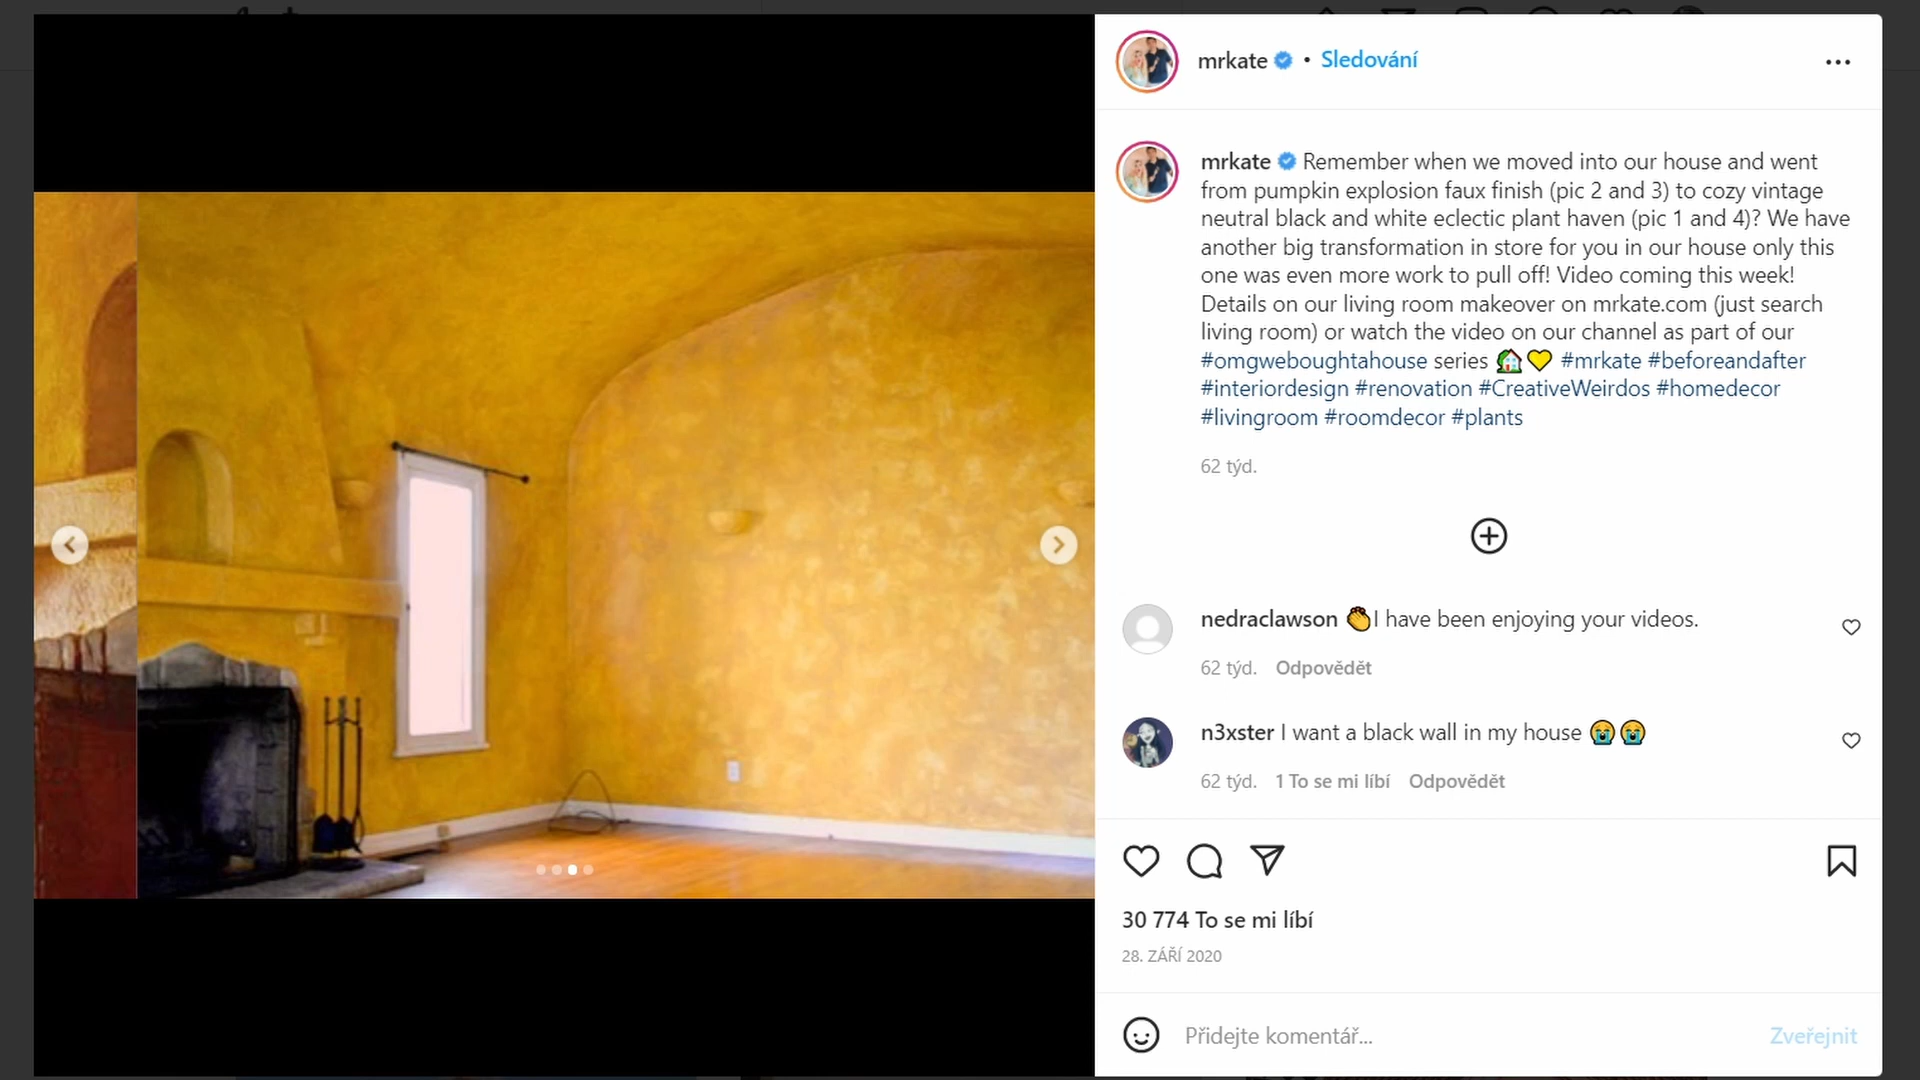 mrkate • Sledování
mrkate Remember when we moved into our house and went
from pumpkin explosion faux finish (pic 2 and 3) to cozy vintage
neutral black and white eclectic plant haven (pic 1 and 4)? We have
another big transformation in store for you in our house only this
one was even more work to pull off! Video coming this week!
Details on our living room makeover on mrkate.com (just search
living room) or watch the video on our channel as part of our
#omgweboughtahouse series 🏡💛 #mrkate #beforeandafter
#interiordesign #renovation #CreativeWeirdos #homedecor
#livingroom #roomdecor #plants
62 týd.
nedraclawson 👏I have been enjoying your videos.
62 týd. Odpovědět
n3xster I want a black wall in my house 😭😭
62 týd. 1 To se mi líbí Odpovědět
30 774 To se mi líbí
28. ZÁŘÍ 2020
Přidejte komentář...
Zveřejnit